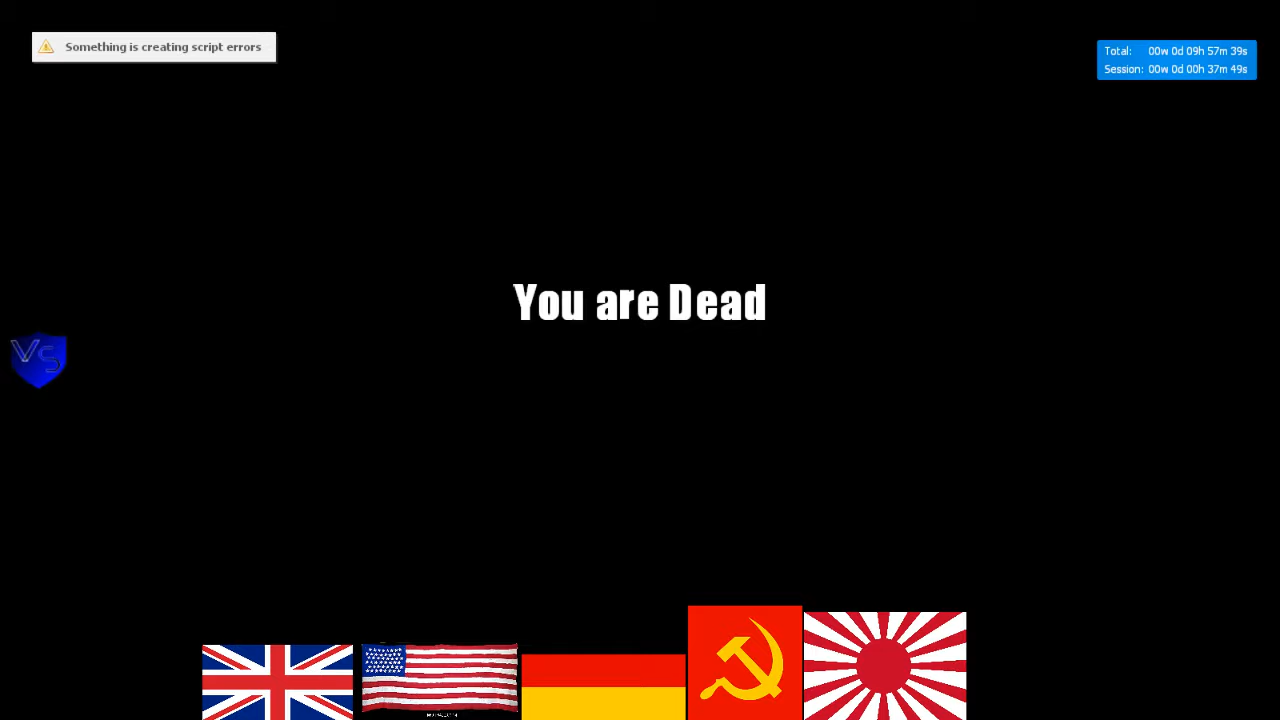 Something is creating script errors
Total: 00w 0d 09h 57m 39s
Session: 00w 0d 00h 37m 49s
You are Dead
VS